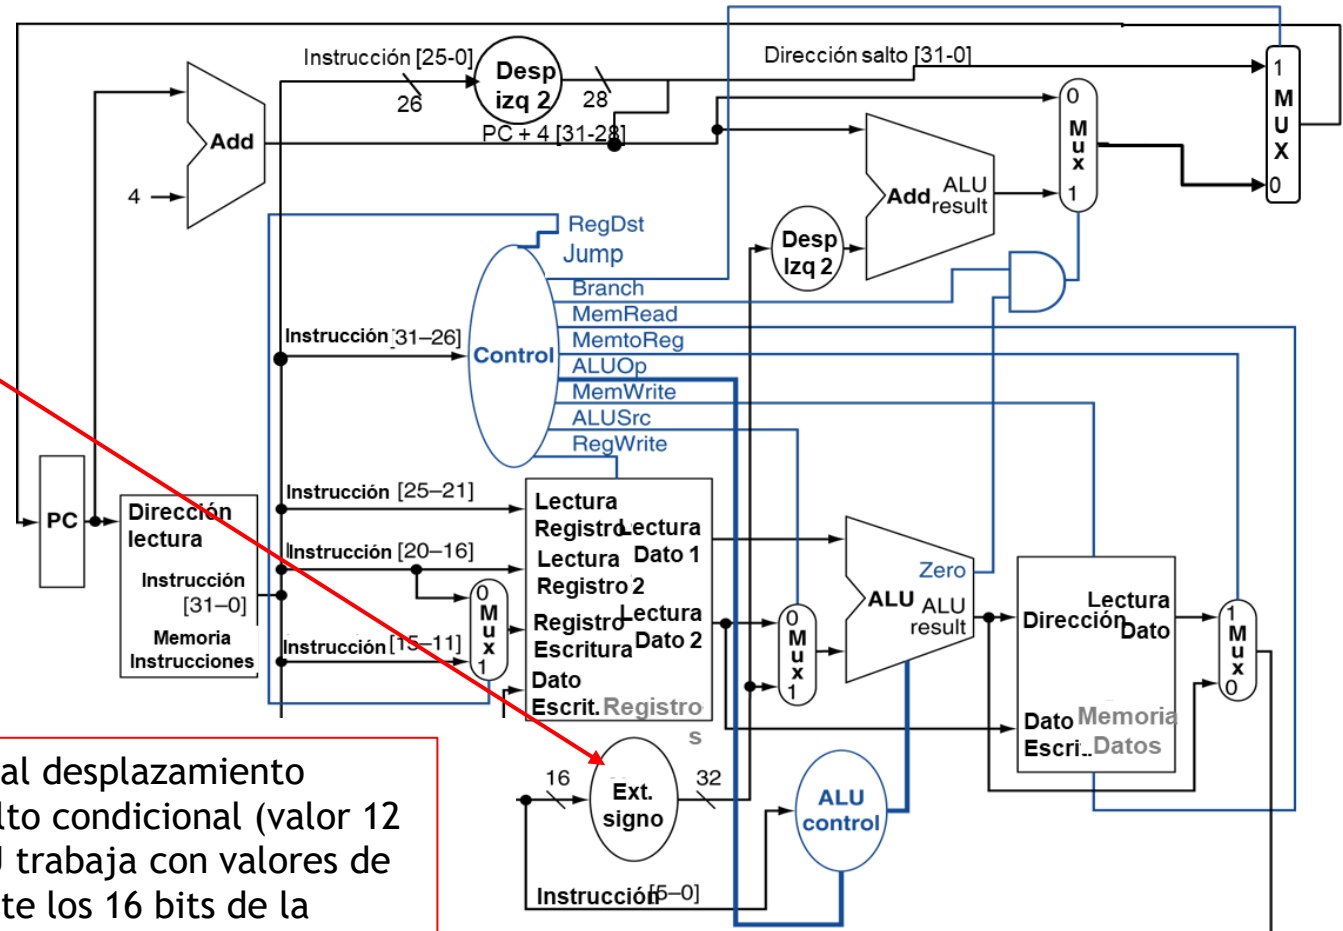 Instrucción [25-0]
Desp
izq 2
26
28
Dirección salto [31-0]
1
M
U
X
0
PC + 4 [31-28]
Add
4
0
M
u
x
1
Add
ALU
result
Desp
Izq 2
RegDst
Jump
Branch
MemRead
MemtoReg
ALUOp
MemWrite
ALUSrc
RegWrite
Control
Instrucción [31–26]
Instrucción [25–21]
Instrucción [20–16]
Instrucción [15–11]
PC
Dirección
lectura
Instrucción
[31–0]
Memoria
Instrucciones
0
M
u
x
1
Lectura
Registro
Lectura
Registro 2
Registro
Escritura
Dato
Escrit.
Lectura
Dato 1
Lectura
Dato 2
Registro
s
0
M
u
x
1
Zero
ALU
ALU
result
Dirección
Lectura
Dato
Dato
Escri..
Memoria
Datos
1
M
u
x
0
16
Ext.
signo
32
ALU
control
Instrucción[5–0]
al desplazamiento
lto condicional (valor 12
J trabaja con valores de
te los 16 bits de la